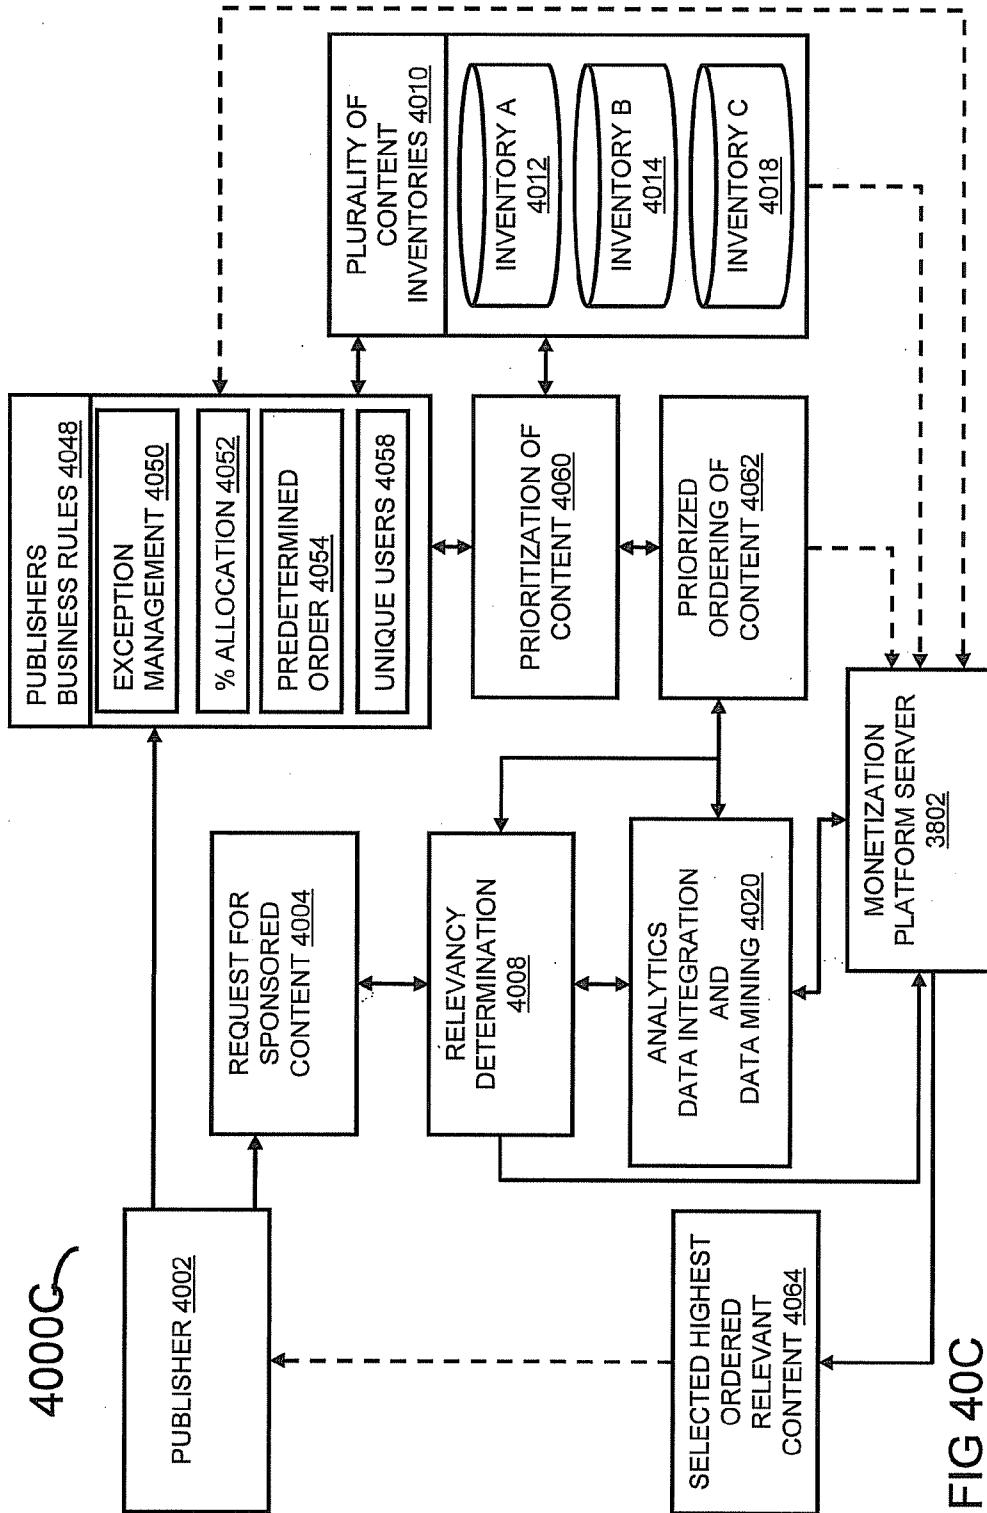 4000C
PUBLISHER 4002
REQUEST FOR
SPONSORED
CONTENT 4004
PUBLISHERS
BUSINESS RULES 4048
EXCEPTION
MANAGEMENT 4050
% ALLOCATION 4052
PREDETERMINED
ORDER 4054
UNIQUE USERS 4058
PLURALITY OF
CONTENT
INVENTORIES 4010
INVENTORY A
4012
INVENTORY B
4014
INVENTORY C
4018
RELEVANCY
DETERMINATION
4008
PRIORITIZATION OF
CONTENT 4060
ANALYTICS
DATA INTEGRATION
AND
DATA MINING 4020
PRIORIZED
ORDERING OF
CONTENT 4062
SELECTED HIGHEST
ORDERED
RELEVANT
CONTENT 4064
MONETIZATION
PLATFORM SERVER
3802
FIG 40C